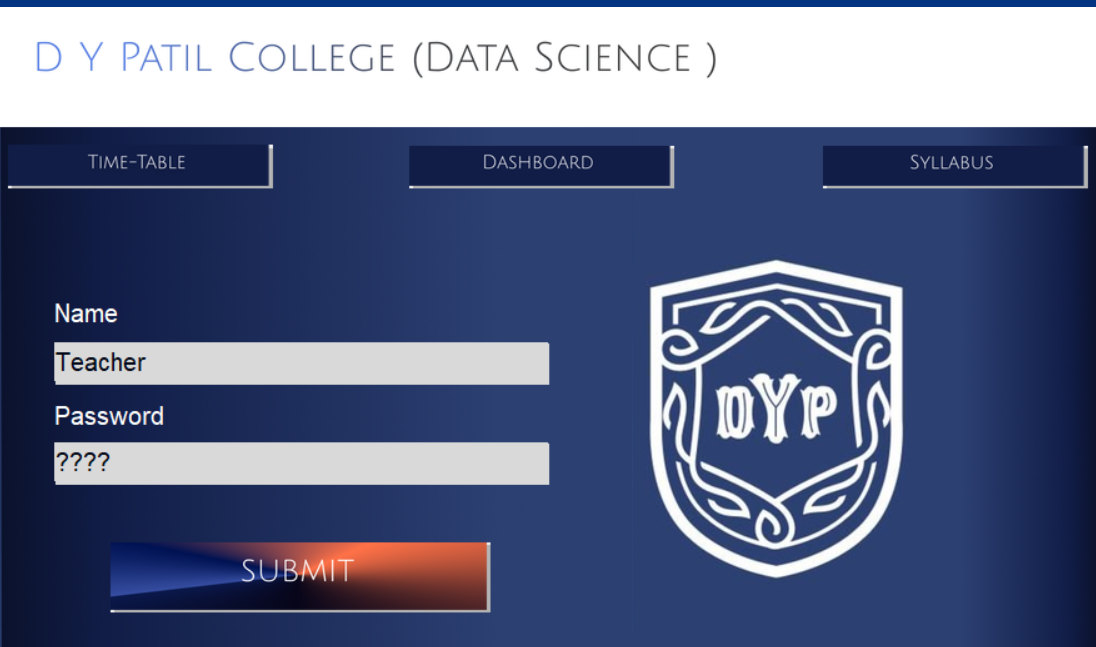 D Y Patil College (Data Science )
Time-Table
Dashboard
Syllabus
Name
Teacher
Password
????
DYP
SUBMIT